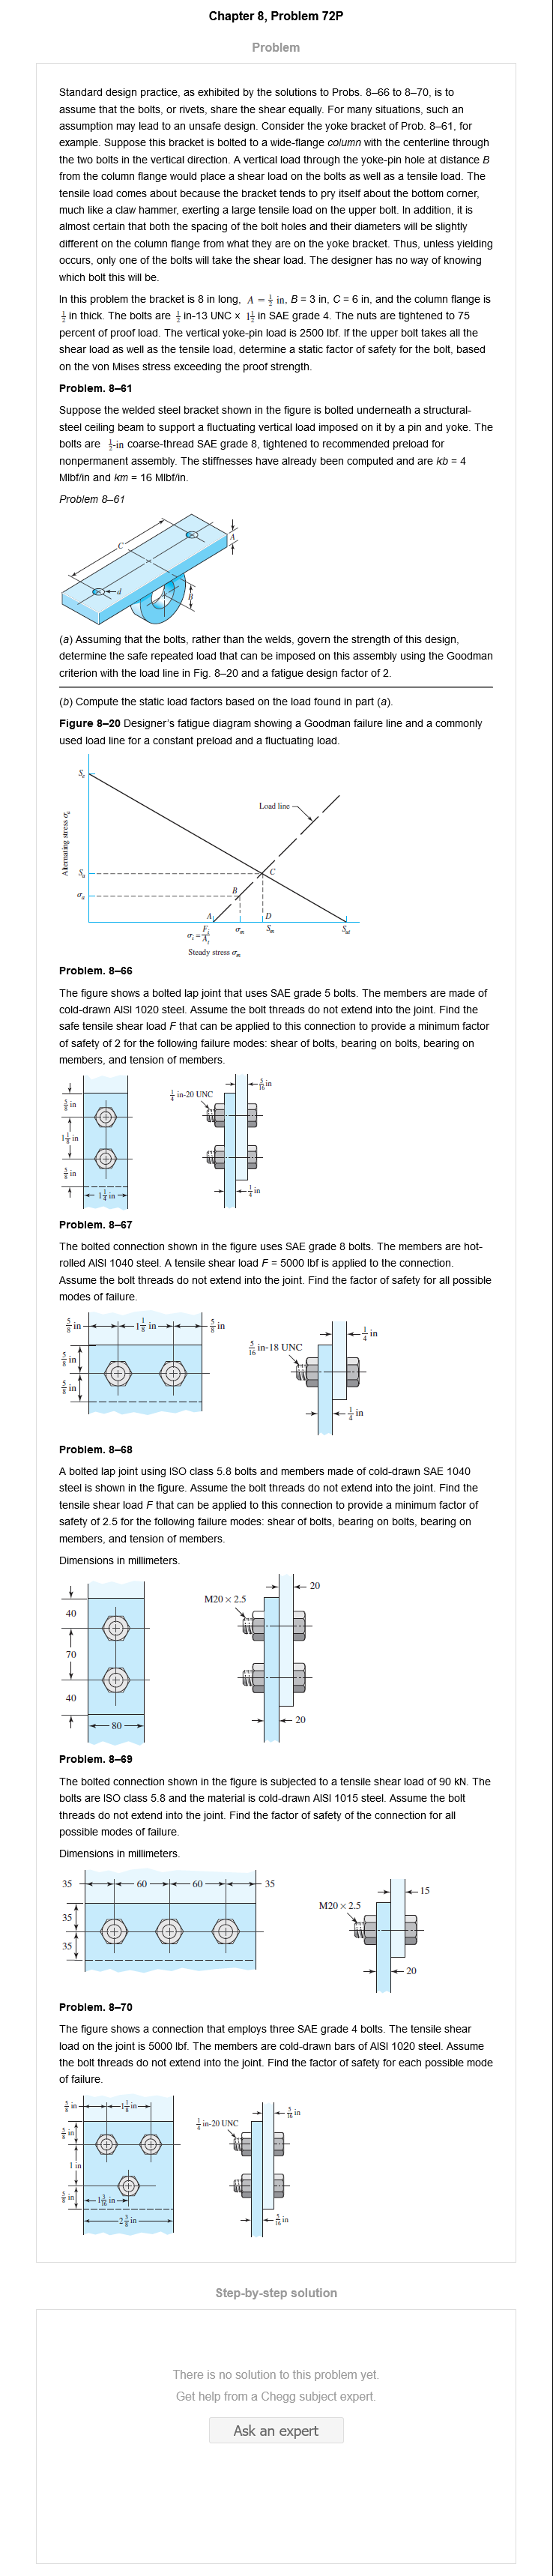 Chapter 8, Problem 72P
Problem
Standard design practice, as exhibited by the solutions to Probs. 8–66 to 8–70, is to
assume that the bolts, or rivets, share the shear equally. For many situations, such an
assumption may lead to an unsafe design. Consider the yoke bracket of Prob. 8–61, for
example. Suppose this bracket is bolted to a wide-flange column with the centerline through
the two bolts in the vertical direction. A vertical load through the yoke-pin hole at distance B
from the column flange would place a shear load on the bolts as well as a tensile load. The
tensile load comes about because the bracket tends to pry itself about the bottom corner,
much like a claw hammer, exerting a large tensile load on the upper bolt. In addition, it is
almost certain that both the spacing of the bolt holes and their diameters will be slightly
different on the column flange from what they are on the yoke bracket. Thus, unless yielding
occurs, only one of the bolts will take the shear load. The designer has no way of knowing
which bolt this will be.
In this problem the bracket is 8 in long, A = 1/2 in, B = 3 in, C = 6 in, and the column flange is
1/2 in thick. The bolts are 1/2 in-13 UNC × 1 1/2 in SAE grade 4. The nuts are tightened to 75
percent of proof load. The vertical yoke-pin load is 2500 lbf. If the upper bolt takes all the
shear load as well as the tensile load, determine a static factor of safety for the bolt, based
on the von Mises stress exceeding the proof strength.
Problem. 8–61
Suppose the welded steel bracket shown in the figure is bolted underneath a structural-
steel ceiling beam to support a fluctuating vertical load imposed on it by a pin and yoke. The
bolts are 1/2-in coarse-thread SAE grade 8, tightened to recommended preload for
nonpermanent assembly. The stiffnesses have already been computed and are kb = 4
Mlbf/in and km = 16 Mlbf/in.
Problem 8–61
C
A
d
B
(a) Assuming that the bolts, rather than the welds, govern the strength of this design,
determine the safe repeated load that can be imposed on this assembly using the Goodman
criterion with the load line in Fig. 8–20 and a fatigue design factor of 2.
(b) Compute the static load factors based on the load found in part (a).
Figure 8–20 Designer's fatigue diagram showing a Goodman failure line and a commonly
used load line for a constant preload and a fluctuating load.
Se
Load line
Alternating stress σa
Sa
C
σa
B
A
D
σi = Fi/At
σm
Sm
Sut
Steady stress σm
Problem. 8–66
The figure shows a bolted lap joint that uses SAE grade 5 bolts. The members are made of
cold-drawn AISI 1020 steel. Assume the bolt threads do not extend into the joint. Find the
safe tensile shear load F that can be applied to this connection to provide a minimum factor
of safety of 2 for the following failure modes: shear of bolts, bearing on bolts, bearing on
members, and tension of members.
5/16 in
1/4 in-20 UNC
5/8 in
1 1/8 in
5/8 in
1 1/4 in
1/4 in
Problem. 8–67
The bolted connection shown in the figure uses SAE grade 8 bolts. The members are hot-
rolled AISI 1040 steel. A tensile shear load F = 5000 lbf is applied to the connection.
Assume the bolt threads do not extend into the joint. Find the factor of safety for all possible
modes of failure.
5/8 in
1 1/8 in
5/8 in
1/4 in
5/16 in-18 UNC
5/8 in
5/8 in
1/4 in
Problem. 8–68
A bolted lap joint using ISO class 5.8 bolts and members made of cold-drawn SAE 1040
steel is shown in the figure. Assume the bolt threads do not extend into the joint. Find the
tensile shear load F that can be applied to this connection to provide a minimum factor of
safety of 2.5 for the following failure modes: shear of bolts, bearing on bolts, bearing on
members, and tension of members.
Dimensions in millimeters.
20
M20 × 2.5
40
70
40
80
20
Problem. 8–69
The bolted connection shown in the figure is subjected to a tensile shear load of 90 kN. The
bolts are ISO class 5.8 and the material is cold-drawn AISI 1015 steel. Assume the bolt
threads do not extend into the joint. Find the factor of safety of the connection for all
possible modes of failure.
Dimensions in millimeters.
35
60
60
35
15
M20 × 2.5
35
35
20
Problem. 8–70
The figure shows a connection that employs three SAE grade 4 bolts. The tensile shear
load on the joint is 5000 lbf. The members are cold-drawn bars of AISI 1020 steel. Assume
the bolt threads do not extend into the joint. Find the factor of safety for each possible mode
of failure.
5/8 in
1 1/8 in
5/16 in
1/4 in-20 UNC
5/8 in
1 in
5/8 in
1 3/16 in
2 3/8 in
5/16 in
Step-by-step solution
There is no solution to this problem yet.
Get help from a Chegg subject expert.
Ask an expert